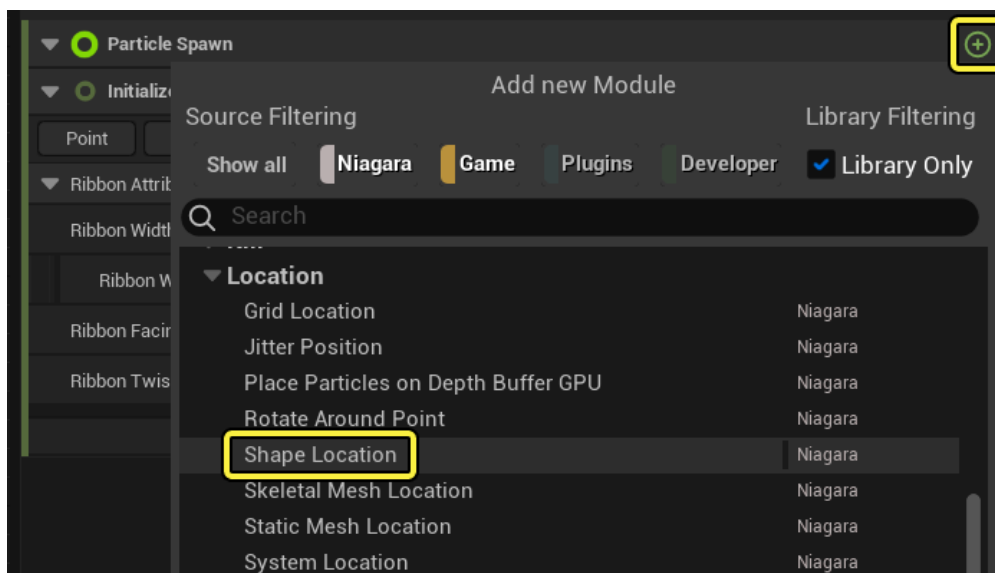 Particle Spawn
Add new Module
Initializ
Source Filtering
Library Filtering
Point
Show all
Niagara
Game
Plugins
Developer
Library Only
Ribbon Attrib
Search
Ribbon Widt
Location
Ribbon W
Grid Location Niagara
Ribbon Facin
Jitter Position Niagara
Ribbon Twis
Place Particles on Depth Buffer GPU Niagara
Rotate Around Point Niagara
Shape Location Niagara
Skeletal Mesh Location Niagara
Static Mesh Location Niagara
System Location Niagara